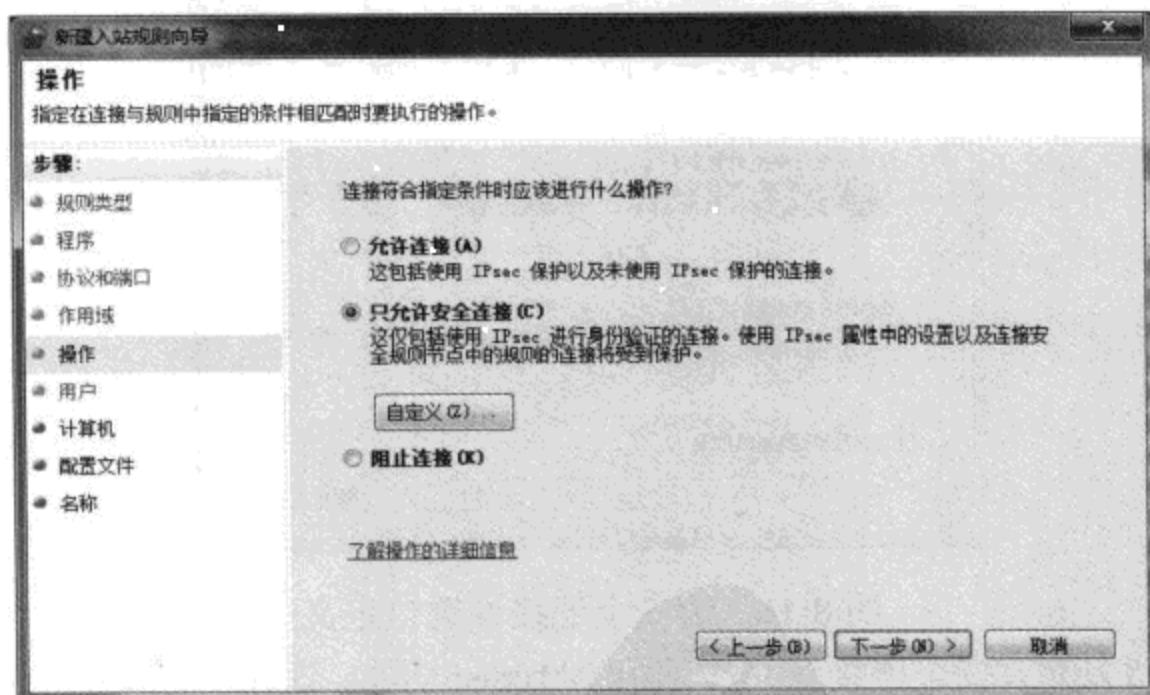 新建入站规则向导
操作
指定在连接与规则中指定的条件相匹配时要执行的操作。
步骤:
规则类型
程序
协议和端口
作用域
操作
用户
计算机
配置文件
名称
连接符合指定条件时应该进行什么操作?
允许连接(A)
这包括使用 IPsec 保护以及未使用 IPsec 保护的连接。
只允许安全连接(C)
这仅包括使用 IPsec 进行身份验证的连接。使用 IPsec 属性中的设置以及连接安
全规则节点中的规则的连接将受到保护。
自定义(Z)...
阻止连接(K)
了解操作的详细信息
< 上一步(B)
下一步(N) >
取消